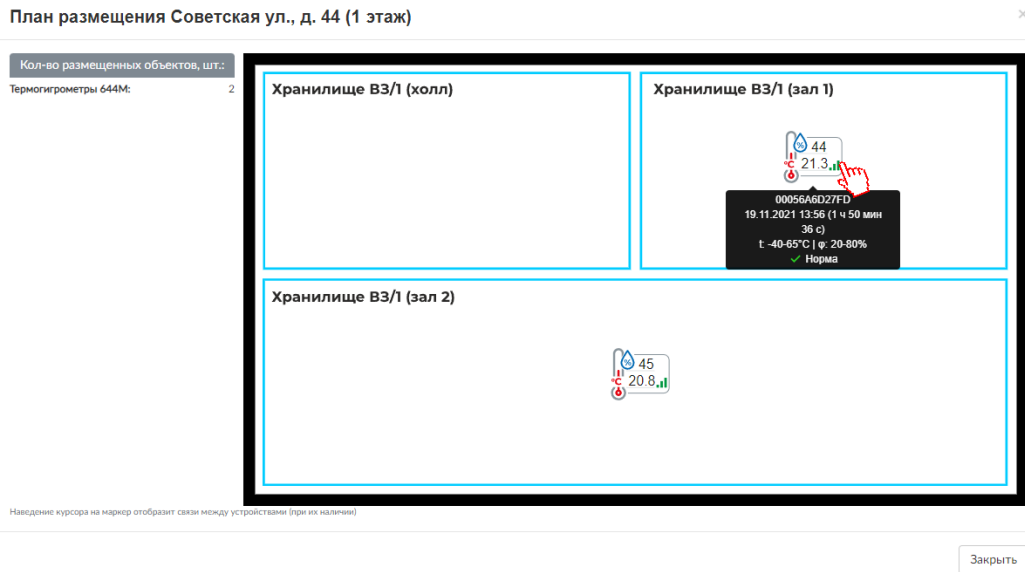 План размещения Советская ул., д. 44 (1 этаж)
×
Кол-во размещенных объектов, шт.:
Термогигрометры 644М: 2
Хранилище ВЗ/1 (холл)
Хранилище ВЗ/1 (зал 1)
% 44
°C 21.3
00056A6D27FD
19.11.2021 13:56 (1 ч 50 мин
36 с)
t: -40-65°C | φ: 20-80%
Норма
Хранилище ВЗ/1 (зал 2)
% 45
°C 20.8
Наведение курсора на маркер отобразит связи между устройствами (при их наличии)
Закрыть